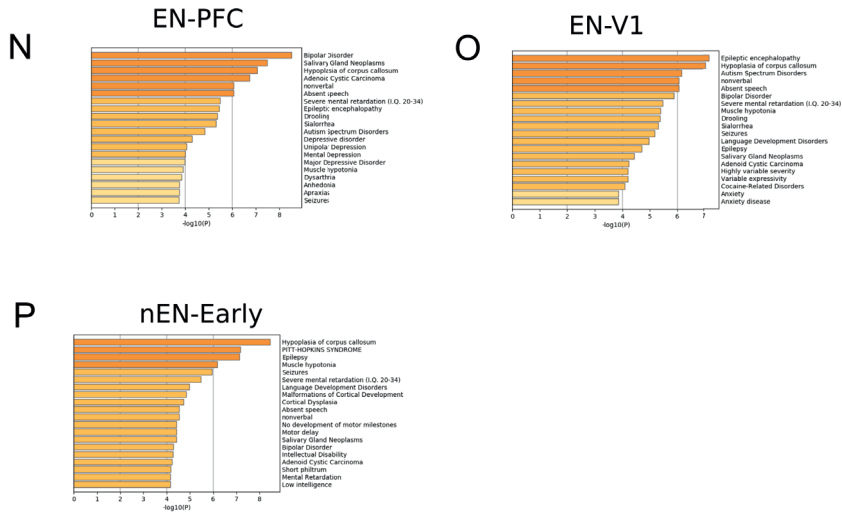 N
EN-PFC
Bipolar Disorder
Salivary Gland Neoplasms
Hypoplasia of corpus callosum
Adenoic Cystic Carcinoma
nonverbal
Absent speech
Severe mental retardation (I.Q. 20-34)
Epileptic encephalopathy
Drooling
Sialorrhea
Autism Spectrum Disorders
Depressive disorder
Unipolar Depression
Mental Depression
Major Depressive Disorder
Muscle hypotonia
Dysarthria
Anhedonia
Apraxias
Seizures
0 1 2 3 4 5 6 7 8
-log10(P)
O
EN-V1
Epileptic encephalopathy
Hypoplasia of corpus callosum
Autism Spectrum Disorders
nonverbal
Absent speech
Bipolar Disorder
Severe mental retardation (I.Q. 20-34)
Muscle hypotonia
Drooling
Sialorrhea
Seizures
Language Development Disorders
Epilepsy
Salivary Gland Neoplasms
Adenoid Cystic Carcinoma
Highly variable severity
Variable expressivity
Cocaine-Related Disorders
Anxiety
Anxiety disease
0 1 2 3 4 5 6 7
-log10(P)
P
nEN-Early
Hypoplasia of corpus callosum
PITT-HOPKINS SYNDROME
Epilepsy
Muscle hypotonia
Seizures
Severe mental retardation (I.Q. 20-34)
Language Development Disorders
Malformations of Cortical Development
Cortical Dysplasia
Absent speech
nonverbal
No development of motor milestones
Motor delay
Salivary Gland Neoplasms
Bipolar Disorder
Intellectual Disability
Adenoid Cystic Carcinoma
Short philtrum
Mental Retardation
Low intelligence
0 1 2 3 4 5 6 7 8
-log10(P)